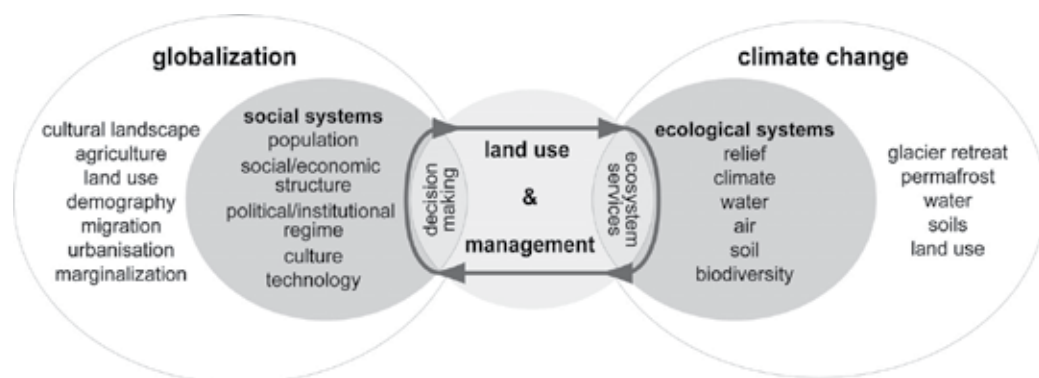 globalization
cultural landscape
agriculture
land use
demography
migration
urbanisation
marginalization
social systems
population
social/economic
structure
political/institutional
regime
culture
technology
decision
making
land use
&
management
ecosystem
services
climate change
ecological systems
relief
climate
water
air
soil
biodiversity
glacier retreat
permafrost
water
soils
land use